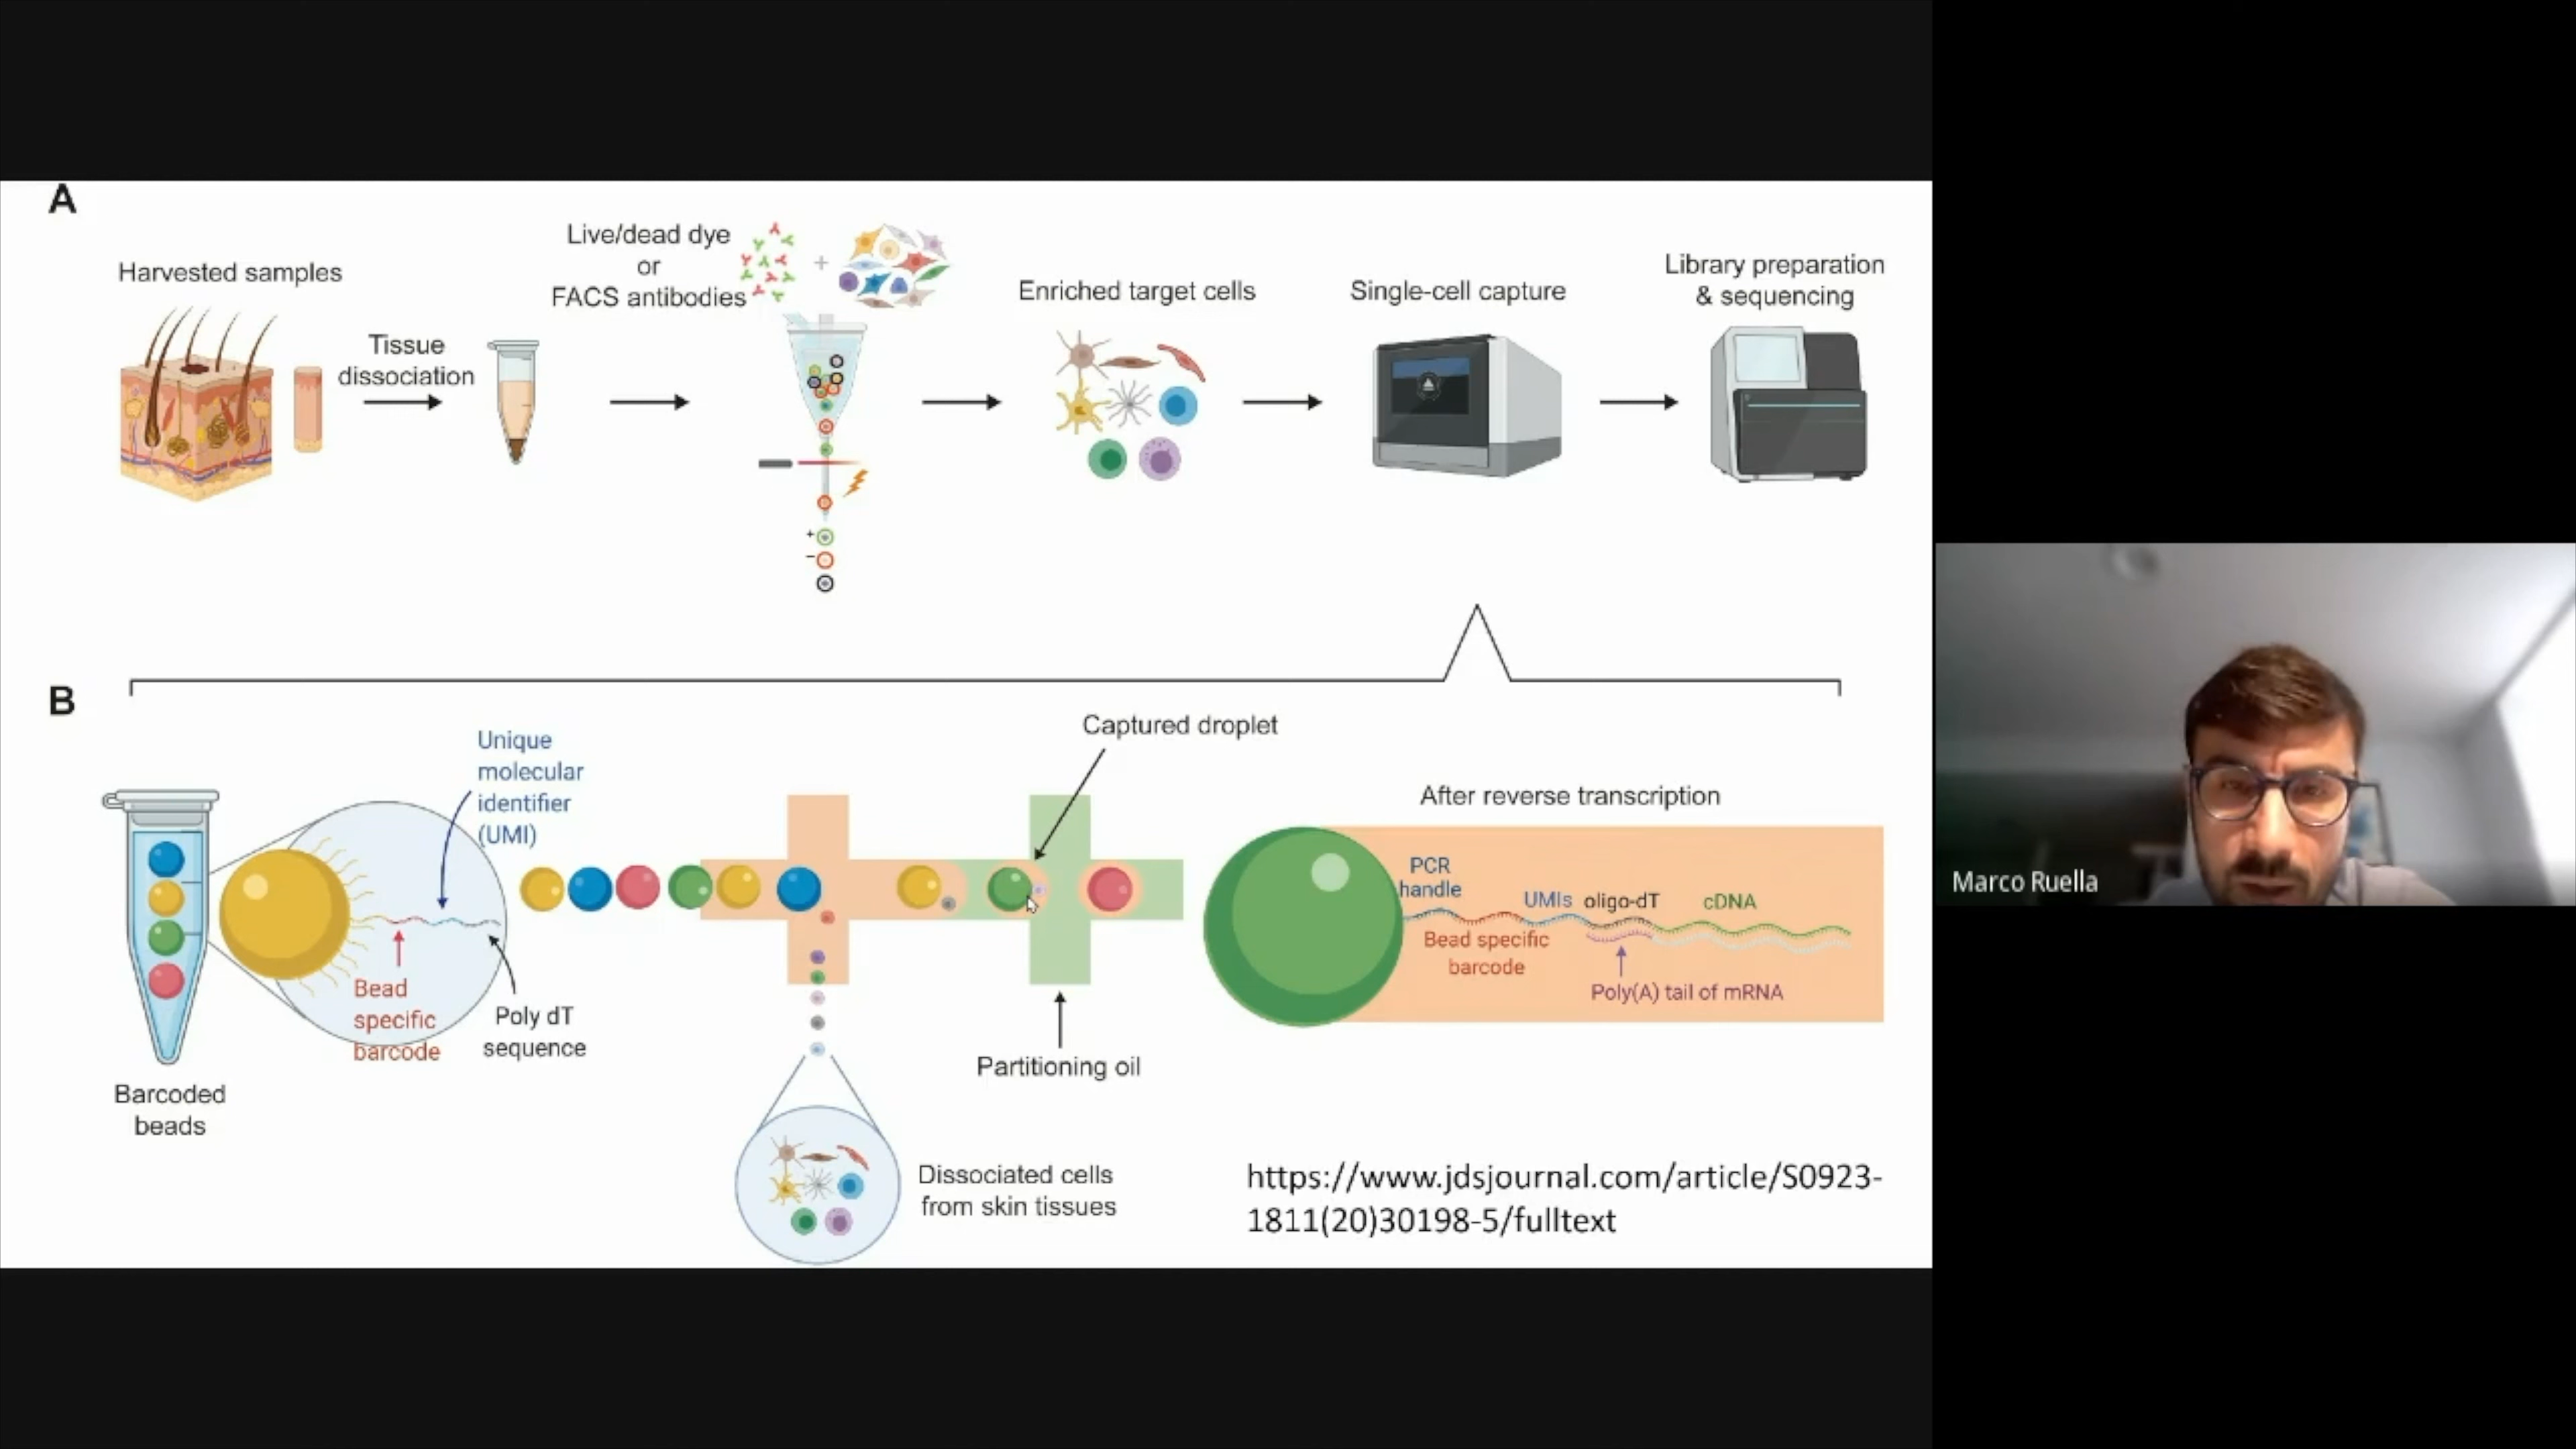 A
Harvested samples
Tissue
dissociation
Live/dead dye
or
FACS antibodies
+
+
−
Enriched target cells
Single-cell capture
Library preparation
& sequencing
B
Barcoded
beads
Unique
molecular
identifier
(UMI)
Bead
specific
barcode
Poly dT
sequence
Captured droplet
Partitioning oil
Dissociated cells
from skin tissues
After reverse transcription
PCR
handle
UMIs
oligo-dT
cDNA
Bead specific
barcode
Poly(A) tail of mRNA
https://www.jdsjournal.com/article/S0923-
1811(20)30198-5/fulltext
Marco Ruella